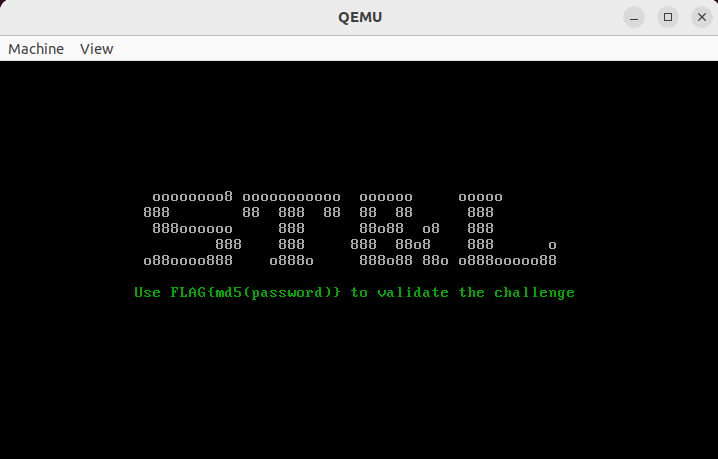 QEMU
Machine View
 oooooooo8 ooooooooooo  oooooo     ooooo
888        88  888  88  88  88      888
 888oooooo     888      88o88  o8   888
        888    888     888  88o8    888      o
o88oooo888    o888o     888o88 88o o888ooooo88
Use FLAG{md5(password)} to validate the challenge